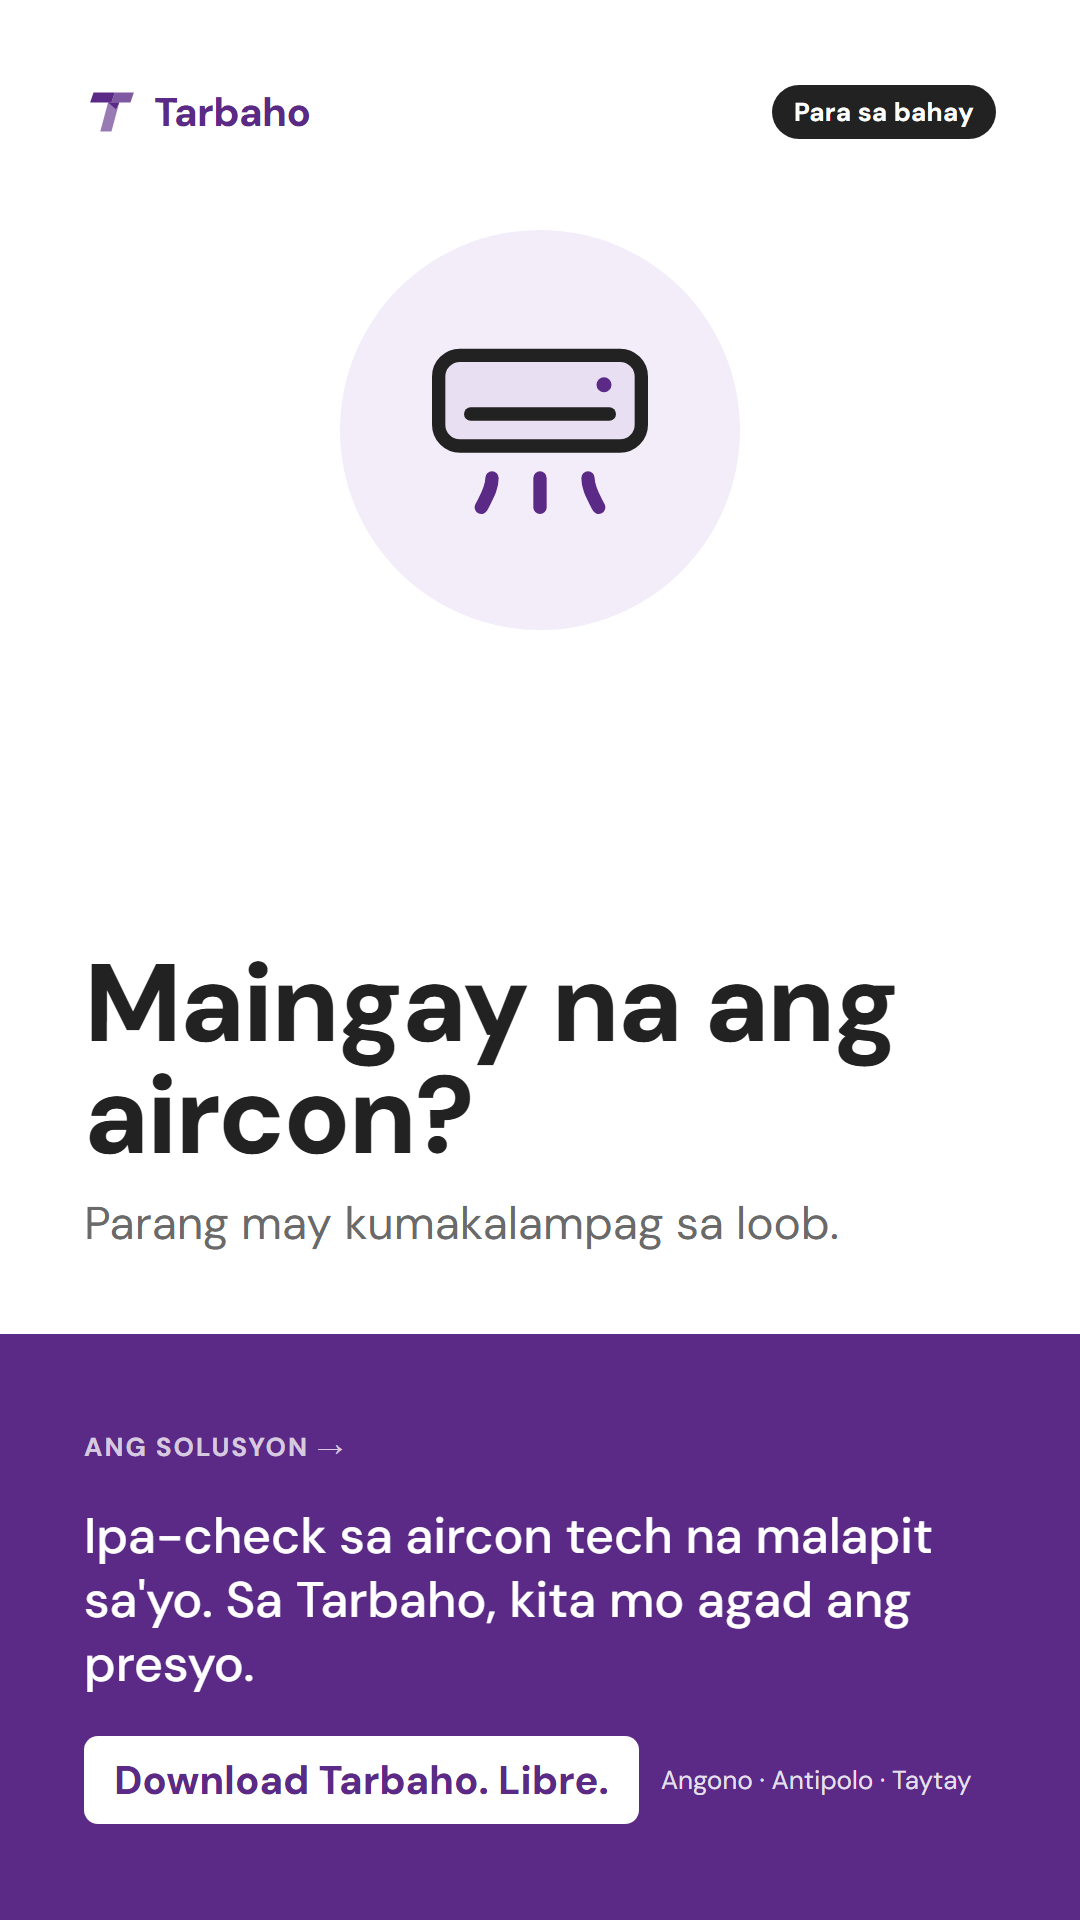 Tarbaho
Para sa bahay
Maingay na ang
aircon?
Parang may kumakalampag sa loob.
ANG SOLUSYON →
Ipa-check sa aircon tech na malapit
sa'yo. Sa Tarbaho, kita mo agad ang
presyo.
Download Tarbaho. Libre.
Angono · Antipolo · Taytay